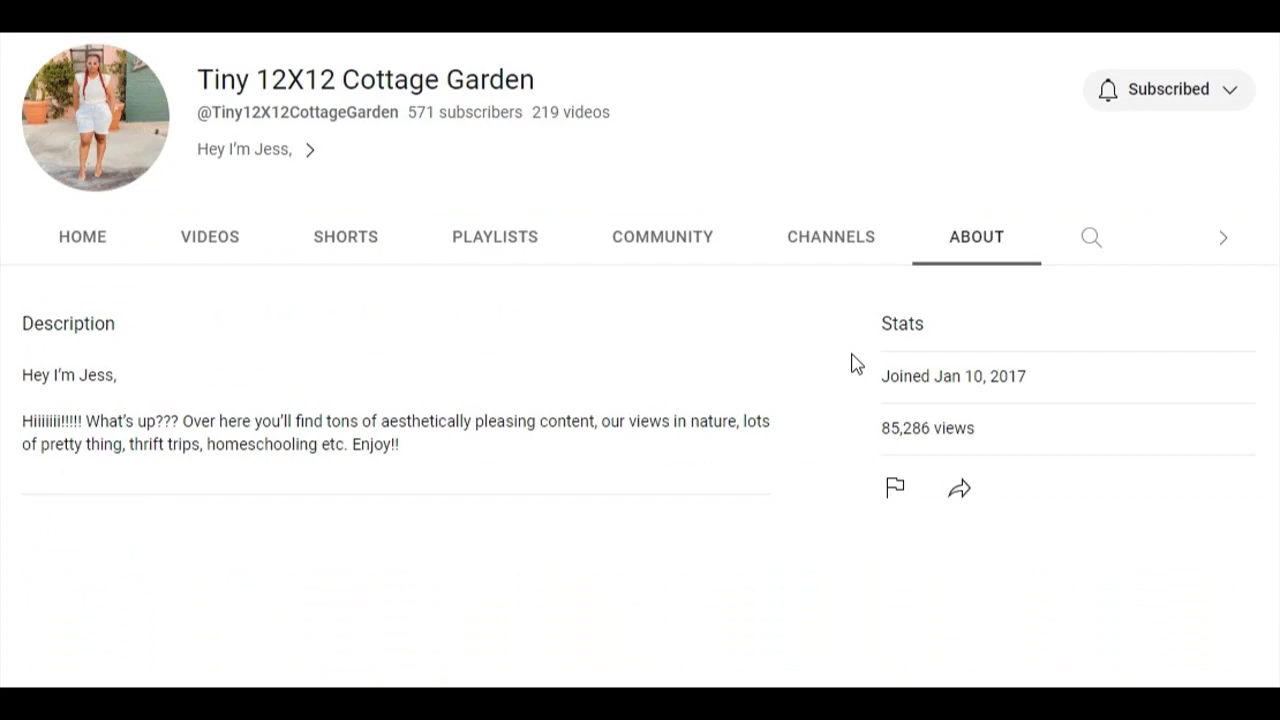 Tiny 12X12 Cottage Garden
@Tiny12X12CottageGarden 571 subscribers 219 videos
Subscribed
Hey I’m Jess,
HOME VIDEOS SHORTS PLAYLISTS COMMUNITY CHANNELS ABOUT
Description
Hey I’m Jess,
Hiiiiiii!!!!! What’s up??? Over here you’ll find tons of aesthetically pleasing content, our views in nature, lots
of pretty thing, thrift trips, homeschooling etc. Enjoy!!
Stats
Joined Jan 10, 2017
85,286 views